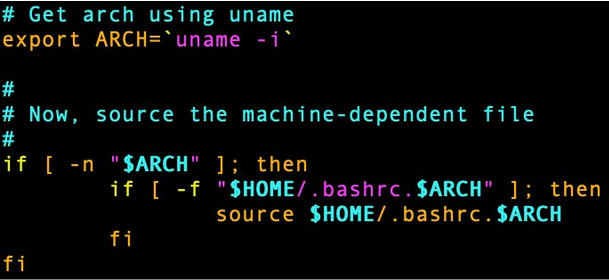 # Get arch using uname
export ARCH=`uname -i`

#
# Now, source the machine-dependent file
#
if [ -n "$ARCH" ]; then
        if [ -f "$HOME/.bashrc.$ARCH" ]; then
                source $HOME/.bashrc.$ARCH
        fi
fi